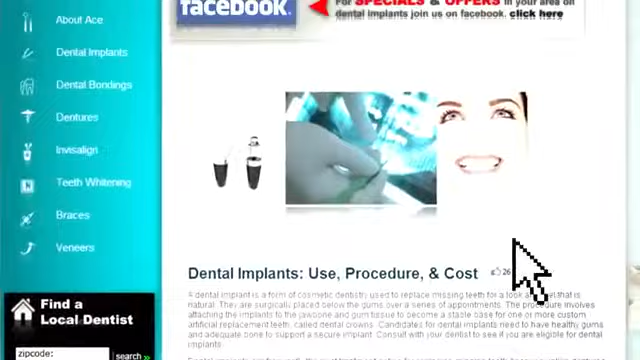 facebook.
For SPECIALS & OFFERS in your area on
dental implants join us on facebook. click here
About Ace
Dental Implants
Dental Bondings
Dentures
Invisalign
Teeth Whitening
Braces
Veneers
Find a
Local Dentist
zipcode:
search »
Dental Implants: Use, Procedure, & Cost
26
A dental implant is a form of cosmetic dentistry used to replace missing teeth for a look and feel that is
natural. They are surgically placed below the gums over a series of appointments. The procedure involves
attaching the implants to the jawbone and gum tissue to become a stable base for one or more custom
artificial replacement teeth, called dental crowns. Candidates for dental implants need to have healthy gums
and adequate bone to support a secure implant. Consult with your dentist to see if you are eligible for dental
implants